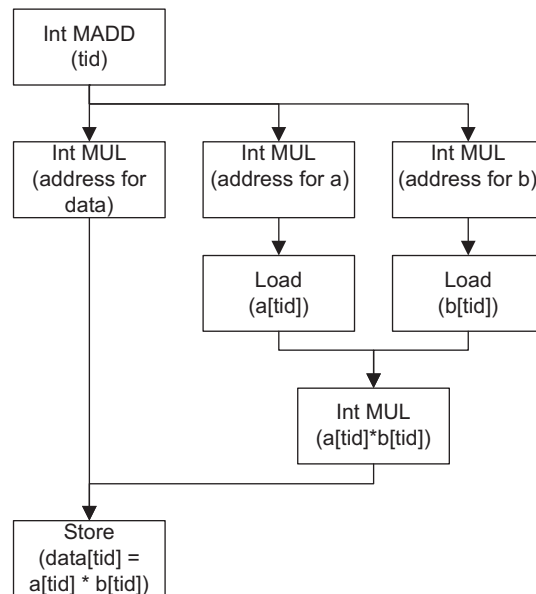 Int MADD
(tid)
Int MUL
(address for
data)
Int MUL
(address for a)
Int MUL
(address for b)
Load
(a[tid])
Load
(b[tid])
Int MUL
(a[tid]*b[tid])
Store
(data[tid] =
a[tid] * b[tid])